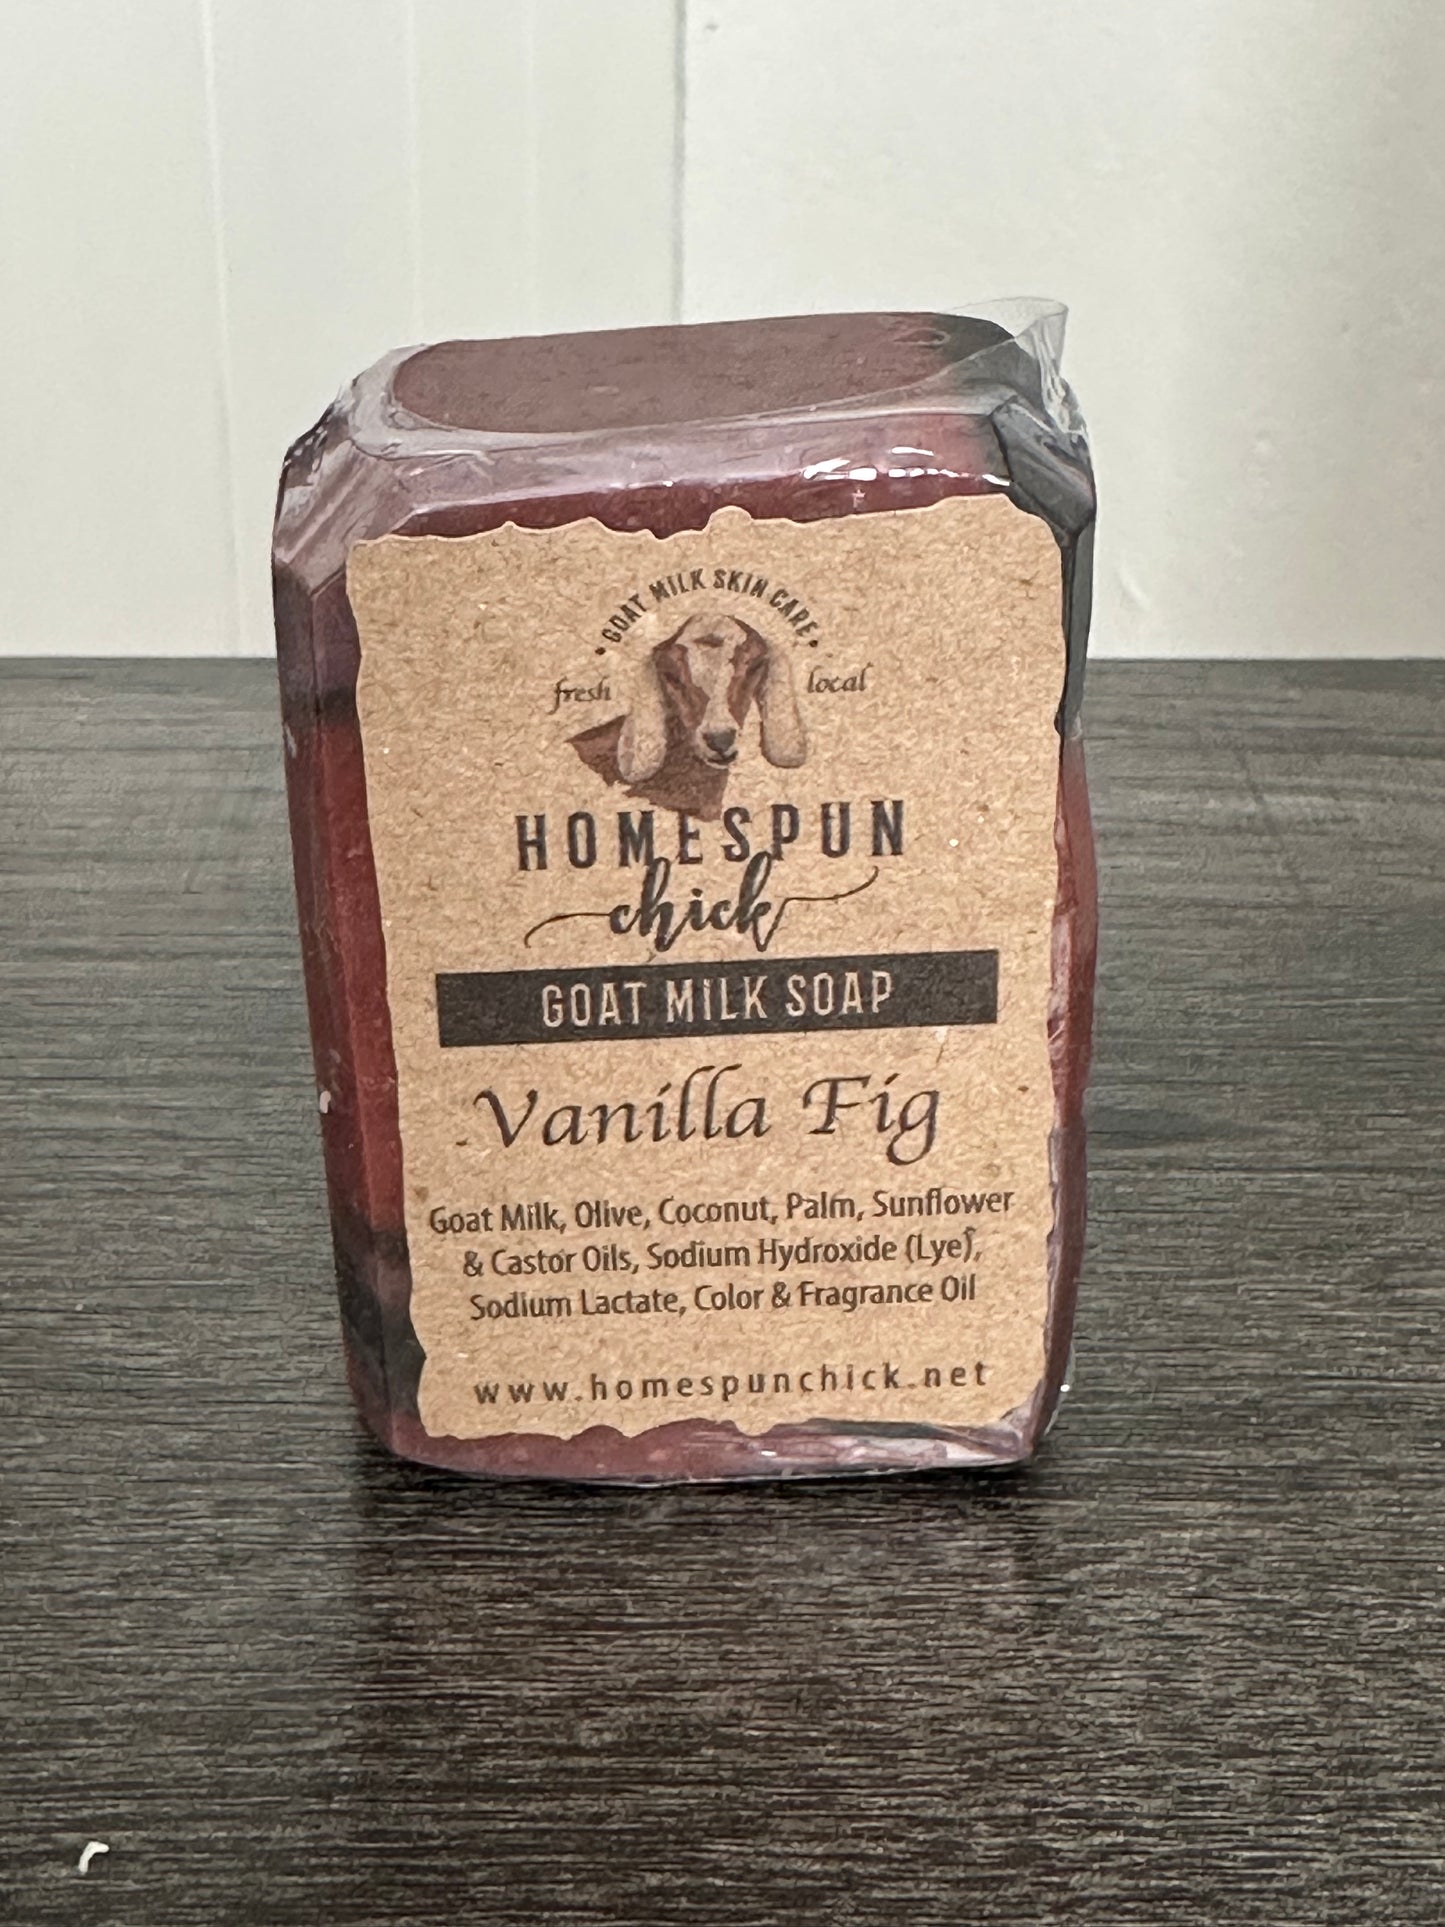 • GOAT MILK SKIN CARE •
fresh local
HOMESPUN
chick
GOAT MILK SOAP
Vanilla Fig
Goat Milk, Olive, Coconut, Palm, Sunflower
& Castor Oils, Sodium Hydroxide (Lye),
Sodium Lactate, Color & Fragrance Oil
www.homespunchick.net